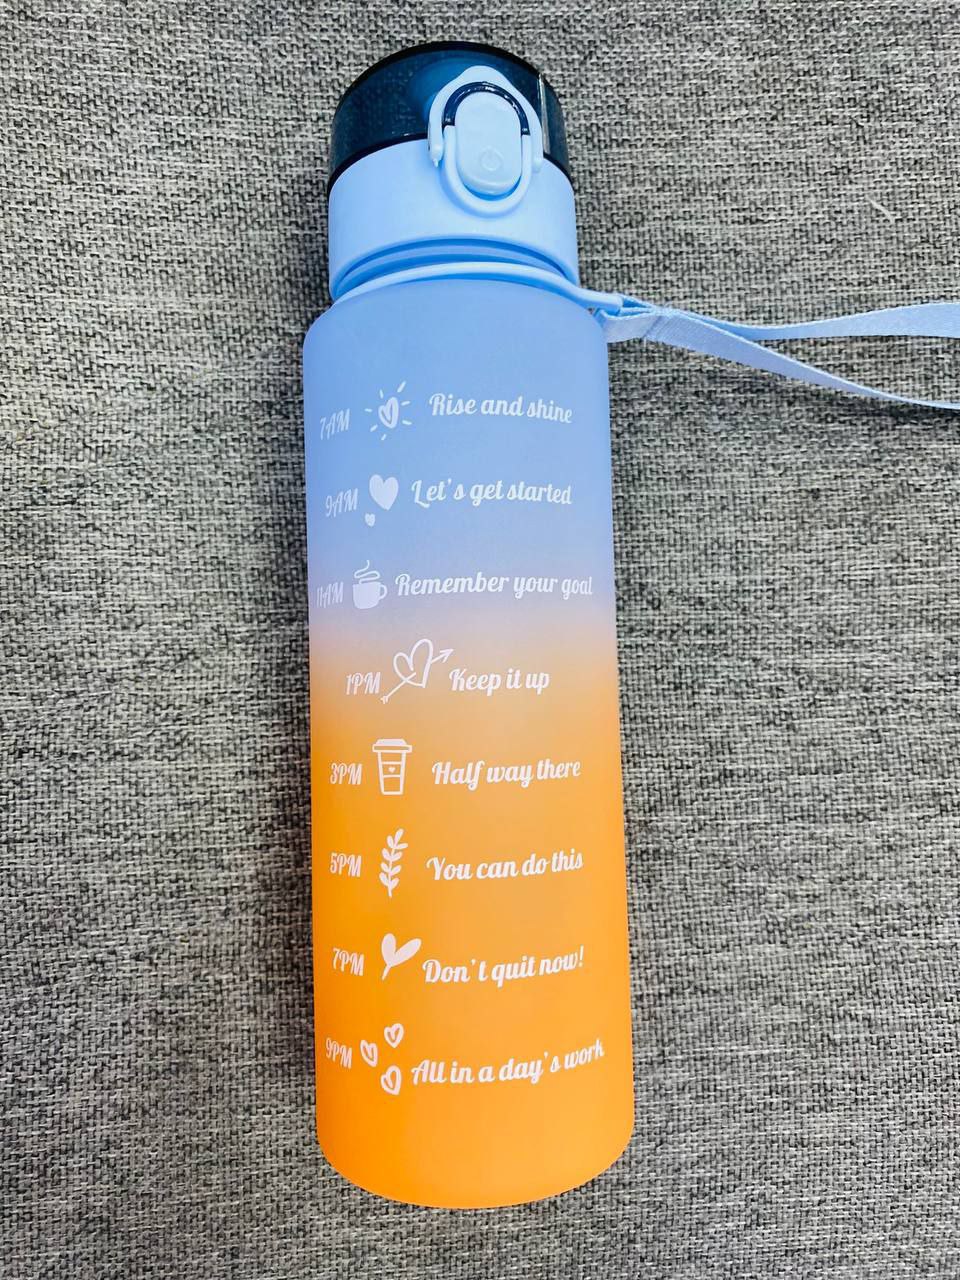 7AM Rise and shine
9AM Let's get started
11AM Remember your goal
1PM Keep it up
3PM Half way there
5PM You can do this
7PM Don't quit now!
9PM All in a day's work